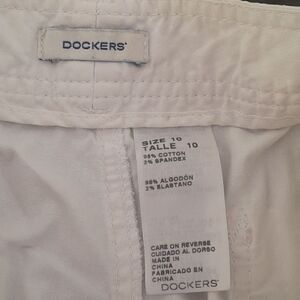 DOCKERS
SIZE 10
TALLE 10
98% COTTON
2% SPANDEX
98% ALGODÓN
2% ELASTANO
CARE ON REVERSE
CUIDADO AL DORSO
MADE IN
CHINA
FABRICADO EN
CHINA
DOCKERS